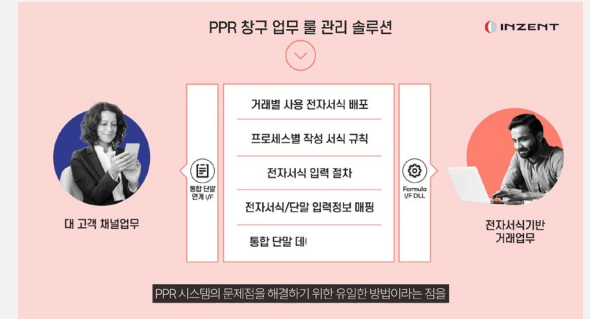 PPR 창구 업무 룰 관리 솔루션
INZENT
거래별 사용 전자서식 배포
프로세스별 작성 서식 규칙
전자서식 입력 절차
전자서식/단말 입력정보 매핑
통합 단말 데
통합 단말
연계 I/F
Formula
I/F DLL
대 고객 채널업무
전자서식기반
거래업무
PPR 시스템의 문제점을 해결하기 위한 유일한 방법이라는 점을